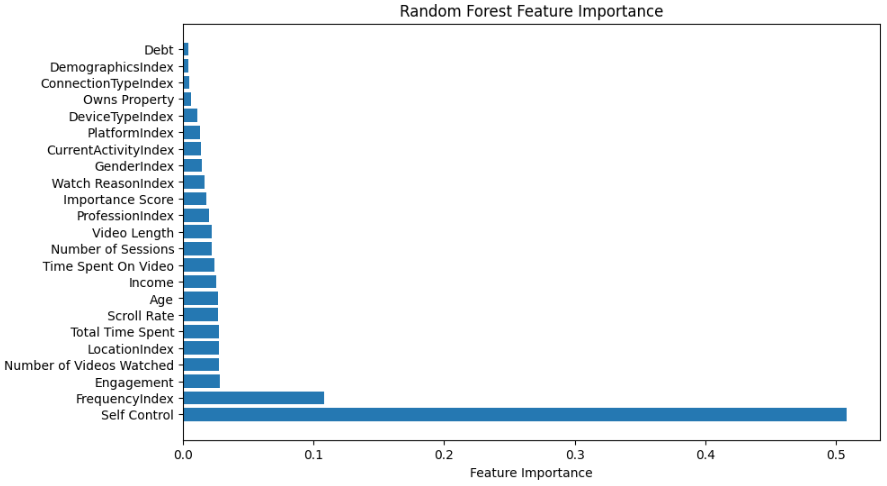 Random Forest Feature Importance
Debt
DemographicsIndex
ConnectionTypeIndex
Owns Property
DeviceTypeIndex
PlatformIndex
CurrentActivityIndex
GenderIndex
Watch ReasonIndex
Importance Score
ProfessionIndex
Video Length
Number of Sessions
Time Spent On Video
Income
Age
Scroll Rate
Total Time Spent
LocationIndex
Number of Videos Watched
Engagement
FrequencyIndex
Self Control
0.0 0.1 0.2 0.3 0.4 0.5
Feature Importance